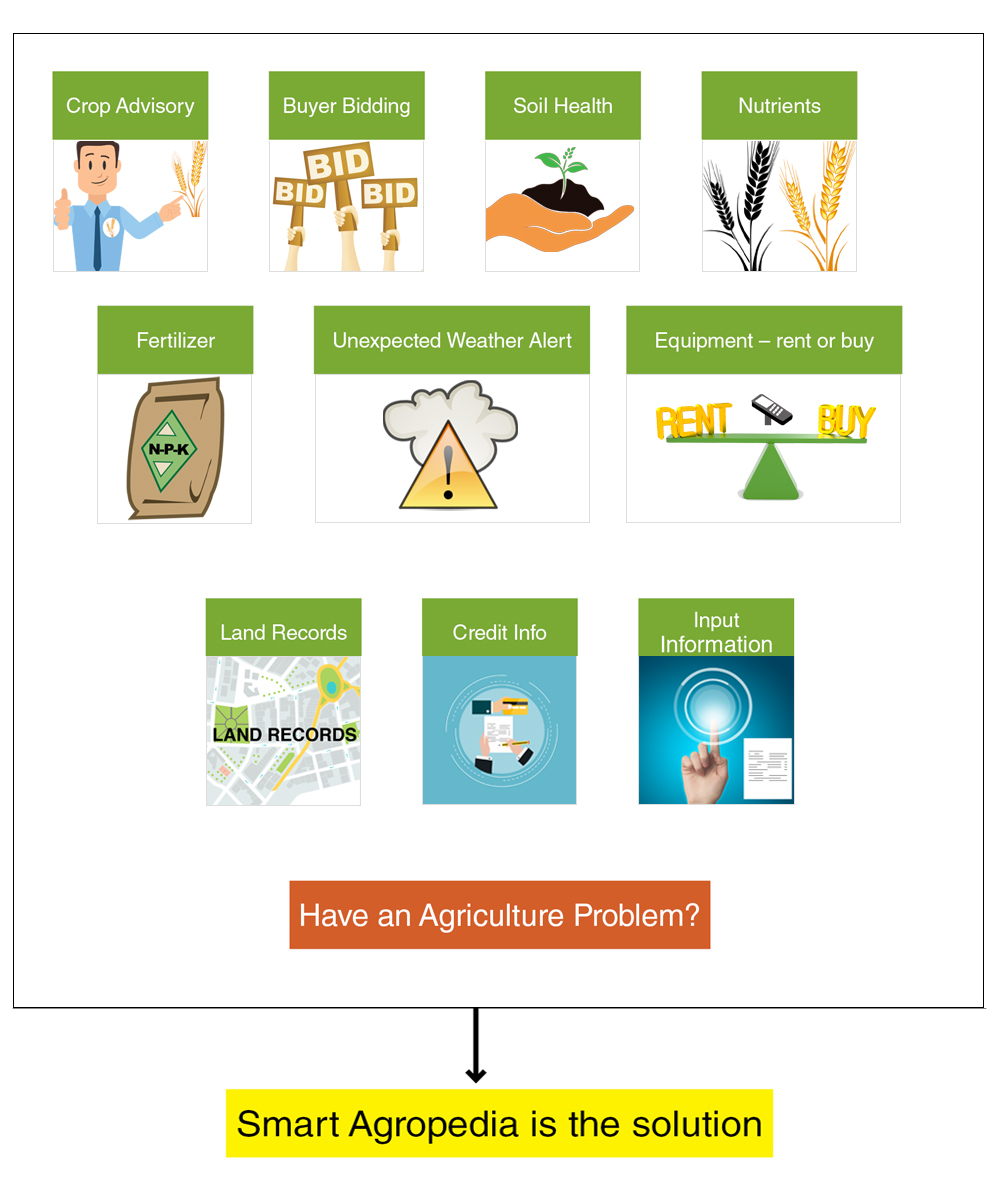 Crop Advisory
Buyer Bidding
Soil Health
Nutrients
BID
BID
BID
Fertilizer
Unexpected Weather Alert
Equipment – rent or buy
N-P-K
RENT
BUY
Land Records
Credit Info
Input
Information
LAND RECORDS
Have an Agriculture Problem?
Smart Agropedia is the solution